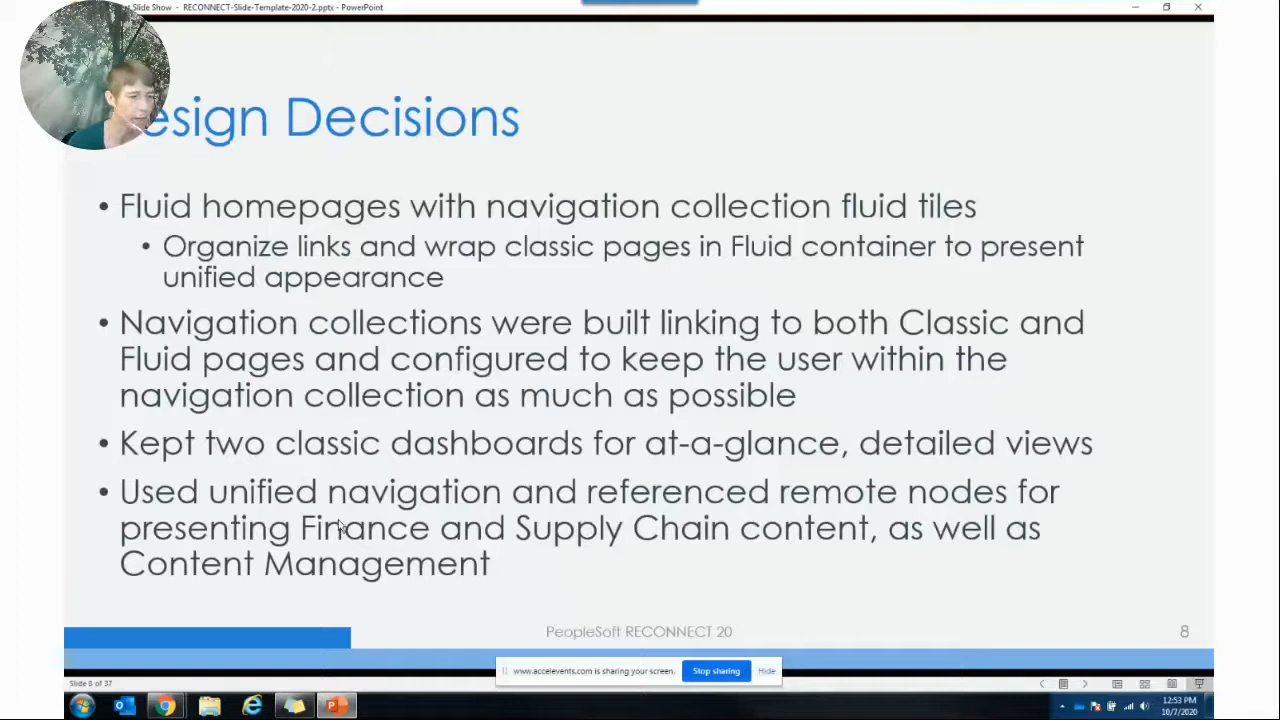 t Slide Show - RECONNECT-Slide-Template-2020-2.pptx - PowerPoint
esign Decisions
• Fluid homepages with navigation collection fluid tiles
• Organize links and wrap classic pages in Fluid container to present
unified appearance
• Navigation collections were built linking to both Classic and
Fluid pages and configured to keep the user within the
navigation collection as much as possible
• Kept two classic dashboards for at-a-glance, detailed views
• Used unified navigation and referenced remote nodes for
presenting Finance and Supply Chain content, as well as
Content Management
PeopleSoft RECONNECT 20
8
www.accelevents.com is sharing your screen.
Stop sharing
Hide
Slide 8 of 37
12:53 PM
10/7/2020